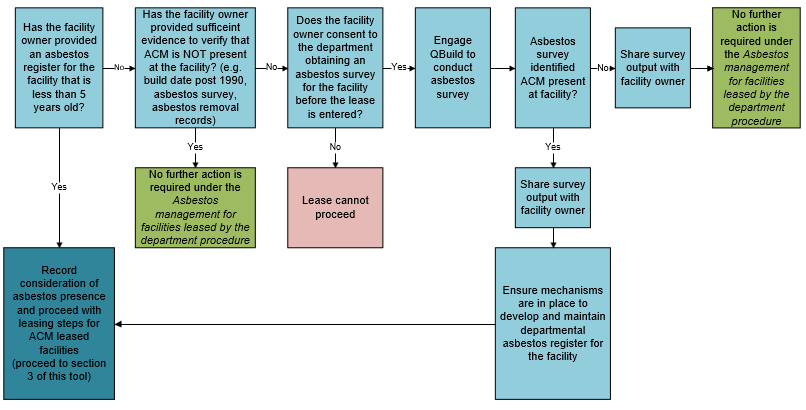 Has the facility
owner provided
an asbestos
register for the
facility that is
less than 5
years old?
No
Has the facility owner
provided sufficeint
evidence to verify that
ACM is NOT present
at the facility? (e.g.
build date post 1990,
asbestos survey,
asbestos removal
records)
No
Does the facility
owner consent to
the department
obtaining an
asbestos survey
for the facility
before the lease
is entered?
Yes
Engage
QBuild to
conduct
asbestos
survey
Asbestos
survey
identified
ACM present
at facility?
No
Share survey
output with
facility owner
No further
action is
required under
the Asbestos
management
for facilities
leased by the
department
procedure
Yes
Yes
No
Yes
No further action is
required under the
Asbestos
management for
facilities leased by the
department procedure
Lease cannot
proceed
Share survey
output with
facility owner
Record
consideration of
asbestos presence
and proceed with
leasing steps for
ACM leased
facilities
(proceed to section
3 of this tool)
Ensure mechanisms
are in place to
develop and maintain
departmental
asbestos register for
the facility